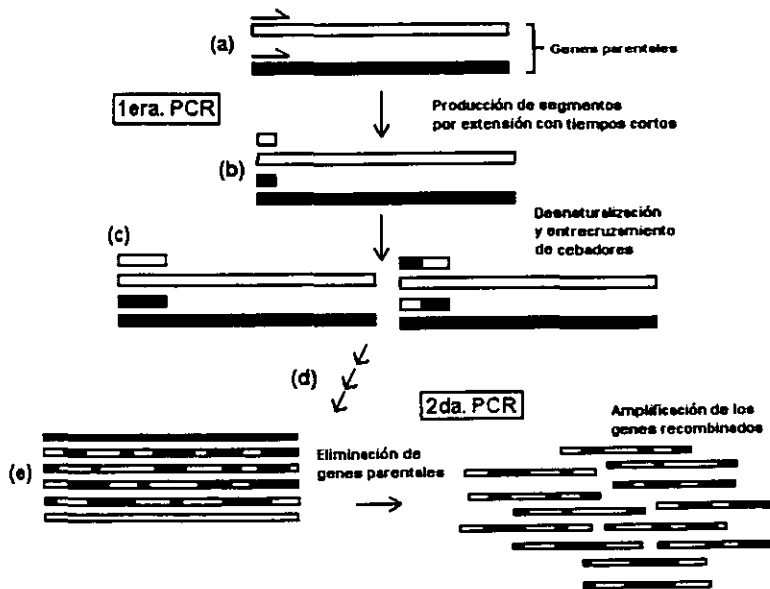 (a)
Genes parentales
1era. PCR
Producción de segmentos
por extensión con tiempos cortos
(b)
Desnaturalización
y entrecruzamiento
de cebadores
(c)
(d)
2da. PCR
Amplificación de los
genes recombinados
(e)
Eliminación de
genes parentales